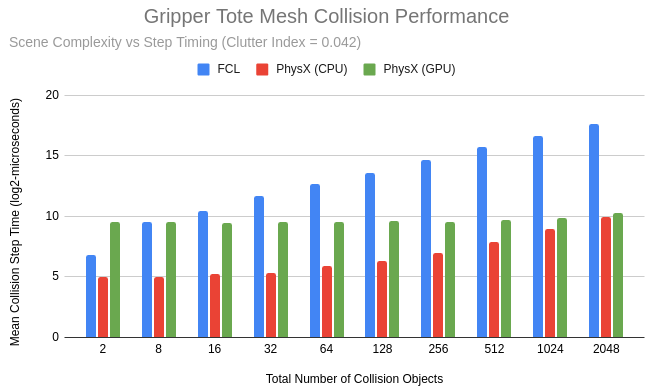 Gripper Tote Mesh Collision Performance
Scene Complexity vs Step Timing (Clutter Index = 0.042)
FCL PhysX (CPU) PhysX (GPU)
Mean Collision Step Time (log2-microseconds)
20
15
10
5
0
2 8 16 32 64 128 256 512 1024 2048
Total Number of Collision Objects